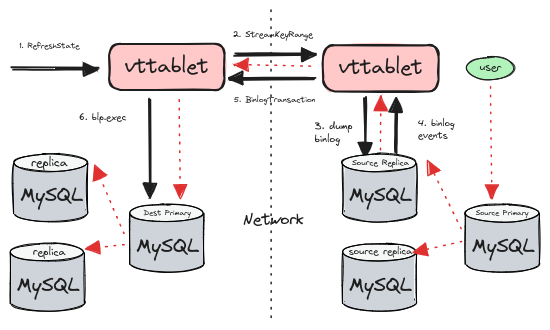 1. RefreshState
2. StreamKeyRange
vttablet
vttablet
user
5. BinlogTransaction
6. blp.exec
3. dump
binlog
4. binlog
events
replica
MySQL
Source Replica
MySQL
Dest Primary
MySQL
Network
Source Primary
MySQL
replica
MySQL
source replica
MySQL